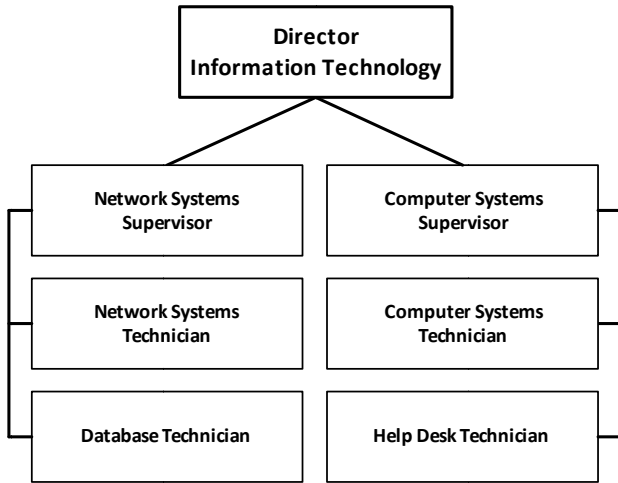 Director
Information Technology
Network Systems
Supervisor
Computer Systems
Supervisor
Network Systems
Technician
Computer Systems
Technician
Database Technician
Help Desk Technician